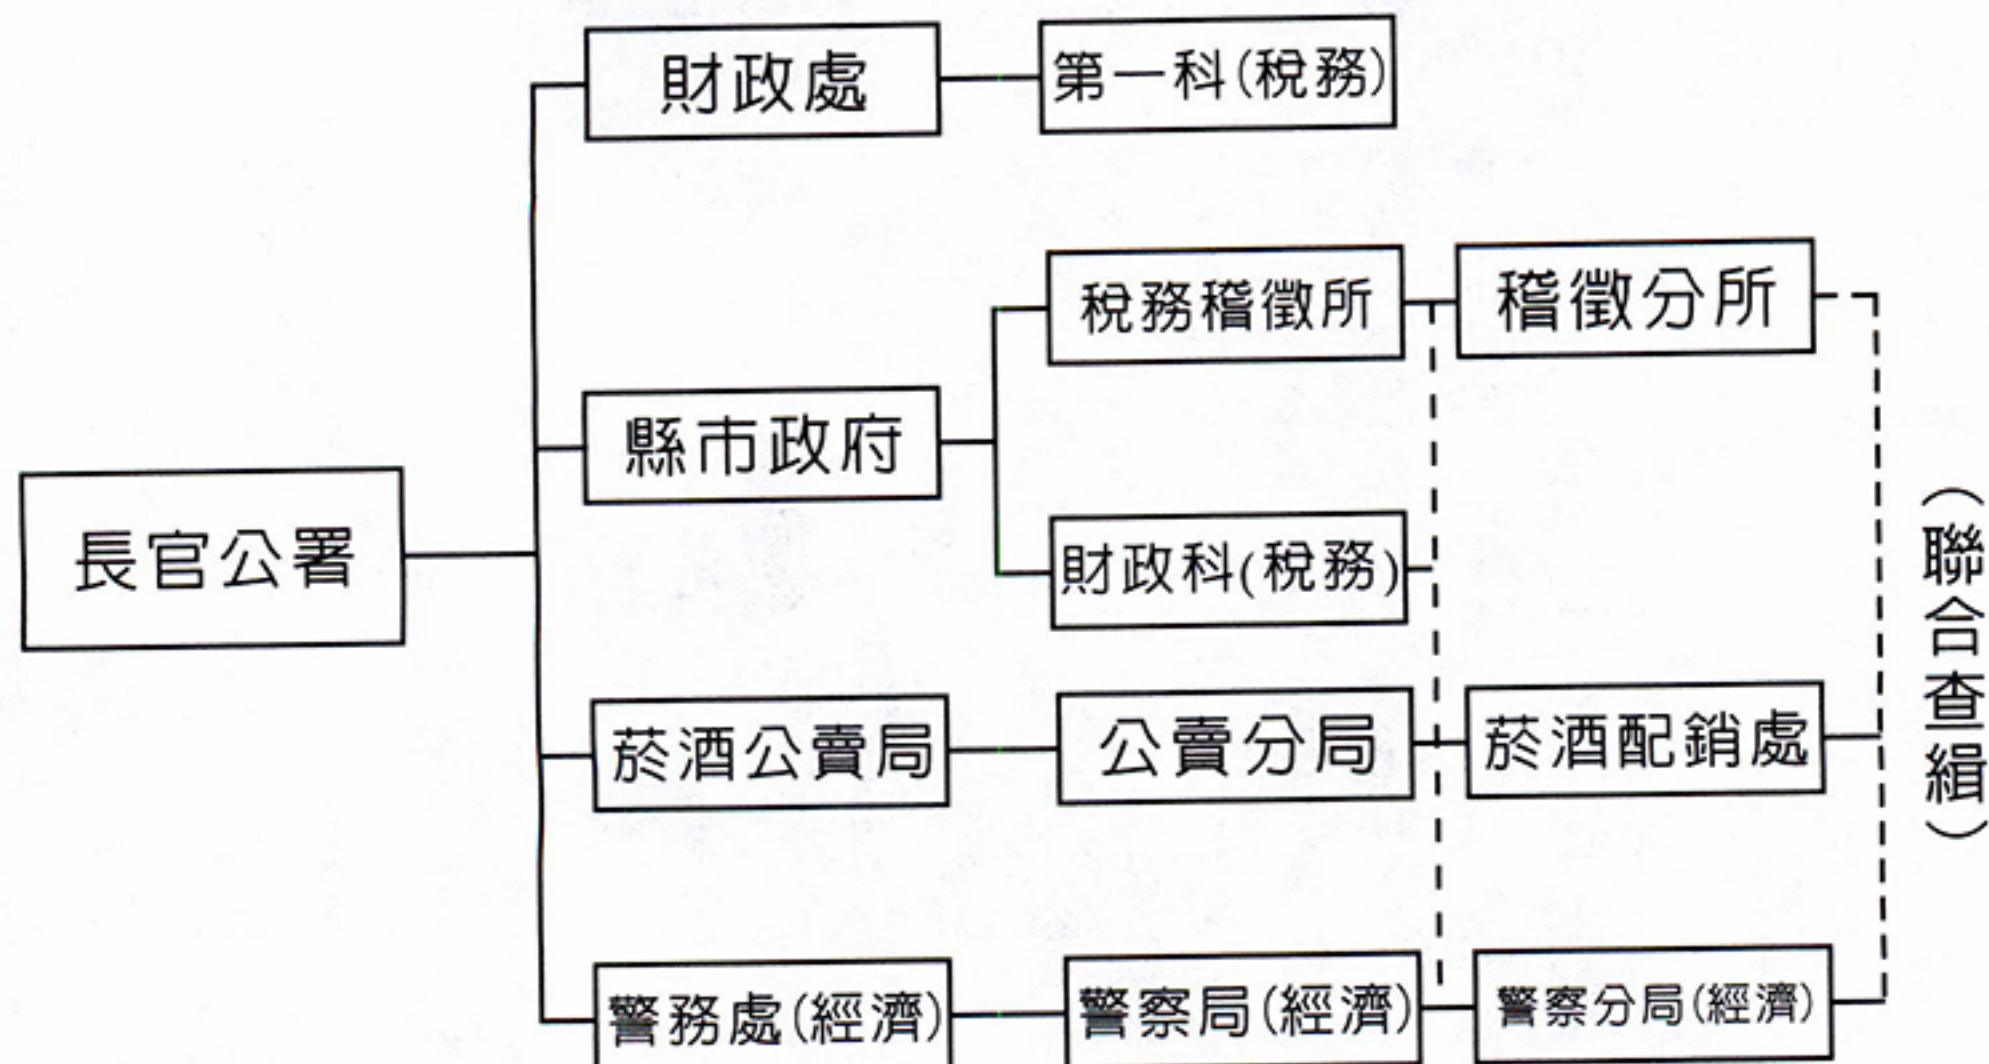 財政處
第一科(稅務)
稅務稽徵所
稽徵分所
縣市政府
長官公署
財政科(稅務)
菸酒公賣局
公賣分局
菸酒配銷處
警務處(經濟)
警察局(經濟)
警察分局(經濟)
(聯合查緝)